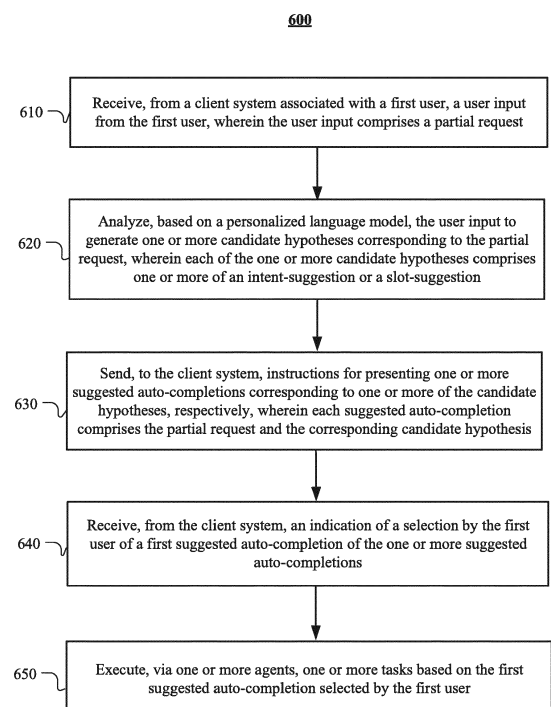 600
610
Receive, from a client system associated with a first user, a user input
from the first user, wherein the user input comprises a partial request
620
Analyze, based on a personalized language model, the user input to
generate one or more candidate hypotheses corresponding to the partial
request, wherein each of the one or more candidate hypotheses comprises
one or more of an intent-suggestion or a slot-suggestion
630
Send, to the client system, instructions for presenting one or more
suggested auto-completions corresponding to one or more of the candidate
hypotheses, respectively, wherein each suggested auto-completion
comprises the partial request and the corresponding candidate hypothesis
640
Receive, from the client system, an indication of a selection by the first
user of a first suggested auto-completion of the one or more suggested
auto-completions
650
Execute, via one or more agents, one or more tasks based on the first
suggested auto-completion selected by the first user